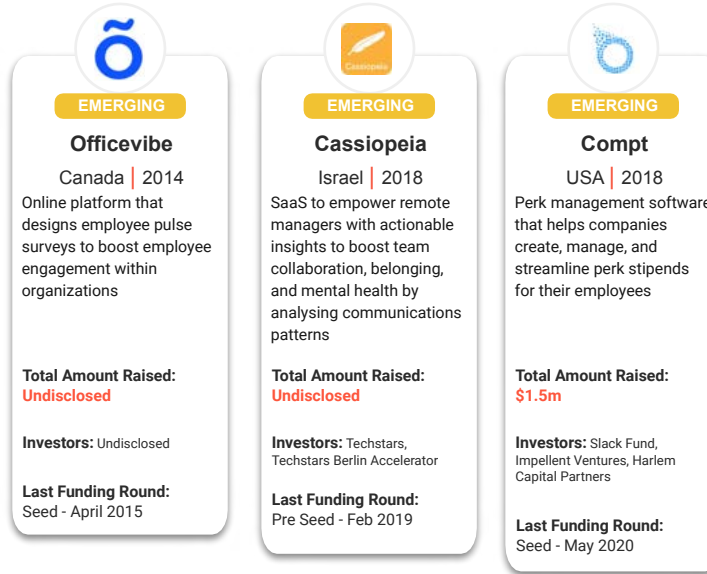 õ
EMERGING
Officevibe
Canada | 2014
Online platform that
designs employee pulse
surveys to boost employee
engagement within
organizations
Total Amount Raised:
Undisclosed
Investors: Undisclosed
Last Funding Round:
Seed - April 2015
Cassiopeia
EMERGING
Cassiopeia
Israel | 2018
SaaS to empower remote
managers with actionable
insights to boost team
collaboration, belonging,
and mental health by
analysing communications
patterns
Total Amount Raised:
Undisclosed
Investors: Techstars,
Techstars Berlin Accelerator
Last Funding Round:
Pre Seed - Feb 2019
EMERGING
Compt
USA | 2018
Perk management software
that helps companies
create, manage, and
streamline perk stipends
for their employees
Total Amount Raised:
$1.5m
Investors: Slack Fund,
Impellent Ventures, Harlem
Capital Partners
Last Funding Round:
Seed - May 2020